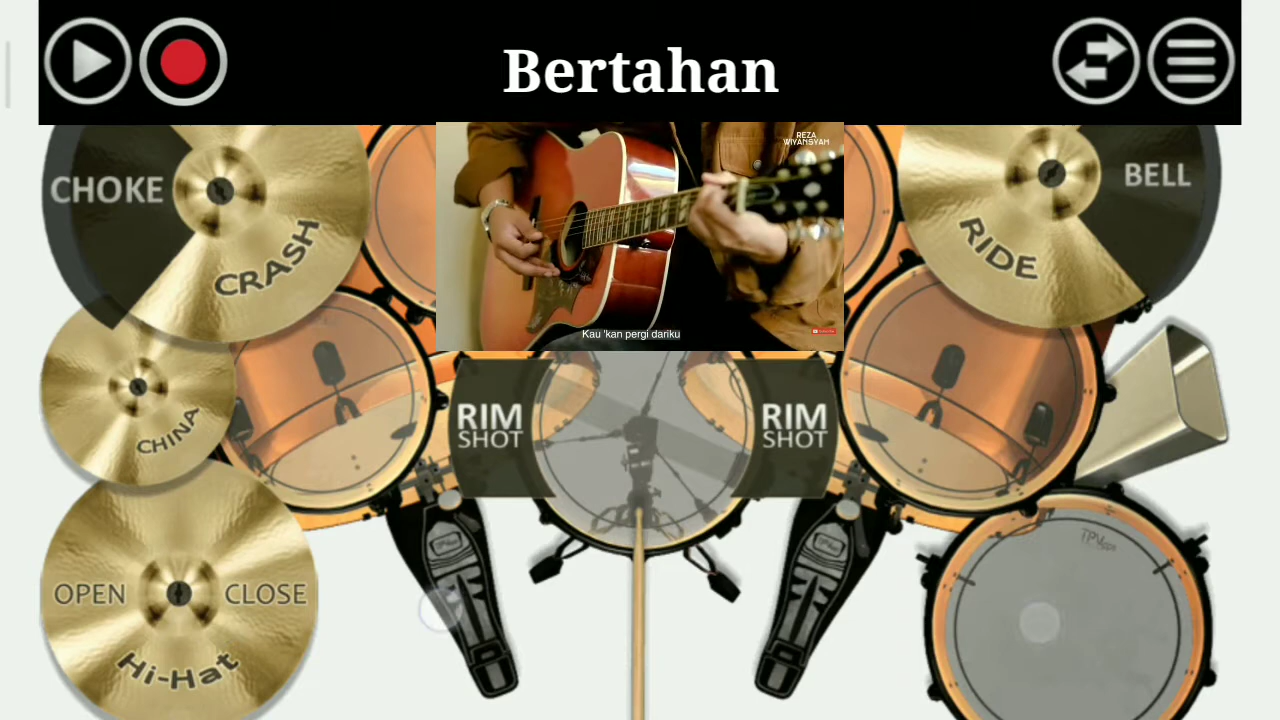 Bertahan
REZA
WIYANSYAH
CHOKE
BELL
CRASH
RIDE
Kau 'kan pergi dariku
CHINA
RIM
SHOT
RIM
SHOT
OPEN
CLOSE
Hi-Hat